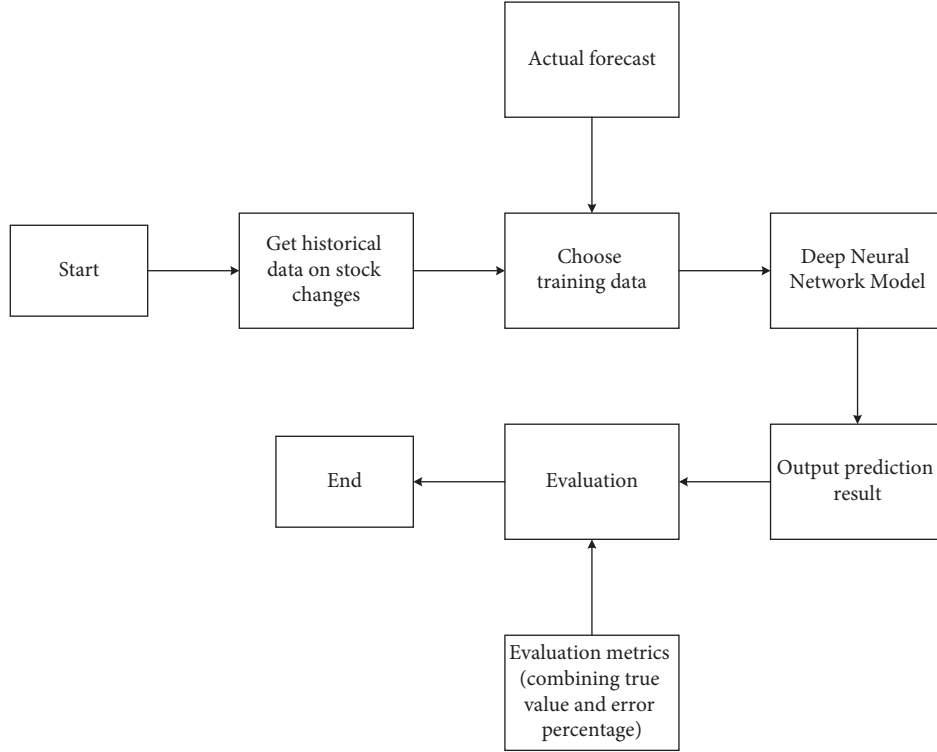 Actual forecast
Start
Get historical
data on stock
changes
Choose
training data
Deep Neural
Network Model
End
Evaluation
Output prediction
result
Evaluation metrics
(combining true
value and error
percentage)